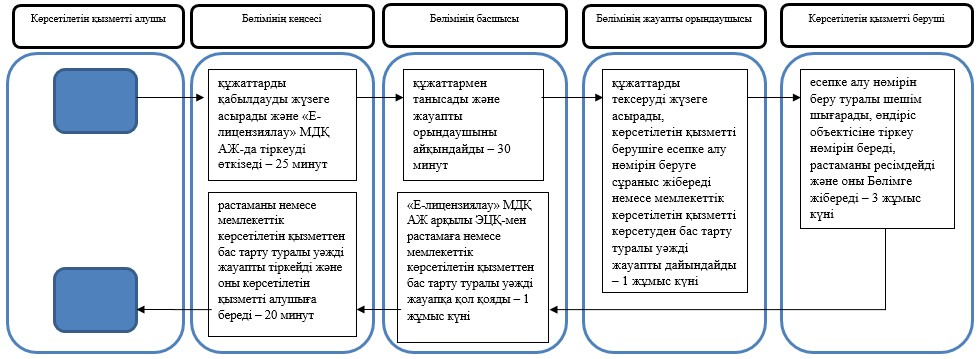 Көрсетілетін қызметті алушы
Бөлімінің кеңсесі
Бөлімінің басшысы
Бөлімінің жауапты орындаушысы
Көрсетілетін қызметті беруші
құжаттарды
қабылдауды жүзеге
асырады және «Е-
лицензиялау» МДҚ
АЖ-да тіркеуді
өткізеді – 25 минут
құжаттармен
танысады және
жауапты
орындаушыны
айқындайды – 30
минут
құжаттарды
тексеруді жүзеге
асырады,
көрсетілетін қызметті
берушіге есепке алу
нөмірін беруге
сұраныс жібереді
немесе мемлекеттік
көрсетілетін қызметті
көрсетуден бас тарту
туралы уәжді
жауапты дайындайды
– 1 жұмыс күні
есепке алу нөмірін
беру туралы шешім
шығарады, өндіріс
объектісіне тіркеу
нөмірін береді,
растаманы ресімдейді
және оны Бөлімге
жібереді – 3 жұмыс
күні
«Е-лицензиялау» МДҚ
АЖ арқылы ЭЦҚ-мен
растамаға немесе
мемлекеттік
көрсетілетін қызметтен
бас тарту туралы уәжді
жауапқа қол қояды – 1
жұмыс күні
растаманы немесе
мемлекеттік
көрсетілетін қызметтен
бас тарту туралы уәжді
жауапты тіркейді және
оны көрсетілетін
қызметті алушыға
береді – 20 минут